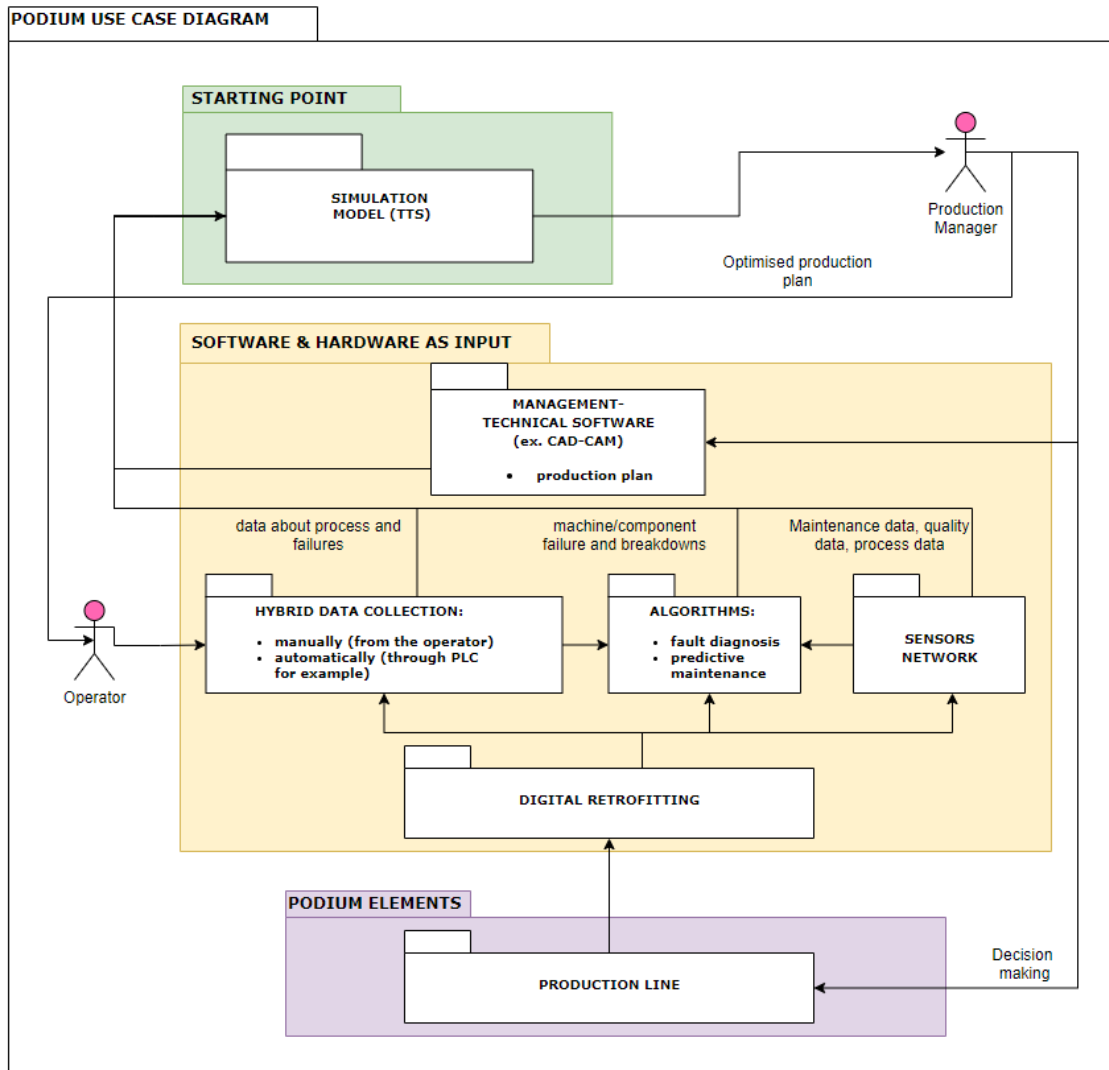 PODIUM USE CASE DIAGRAM
STARTING POINT
SIMULATION
MODEL (TTS)
Production
Manager
Optimised production
plan
SOFTWARE & HARDWARE AS INPUT
MANAGEMENT-
TECHNICAL SOFTWARE
(ex. CAD-CAM)
• production plan
data about process and
failures
machine/component
failure and breakdowns
Maintenance data, quality
data, process data
HYBRID DATA COLLECTION:
• manually (from the operator)
• automatically (through PLC
for example)
ALGORITHMS:
• fault diagnosis
• predictive
maintenance
SENSORS
NETWORK
Operator
DIGITAL RETROFITTING
PODIUM ELEMENTS
PRODUCTION LINE
Decision
making